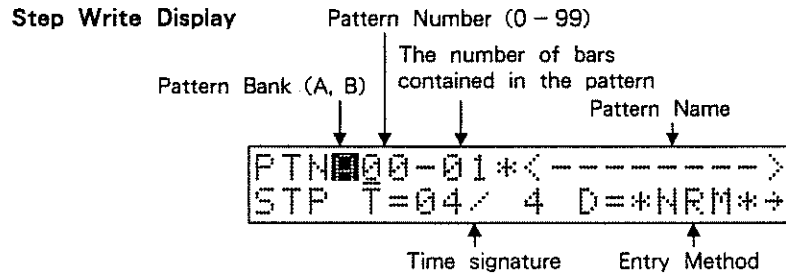 Step Write Display
Pattern Number (0 – 99)
The number of bars
contained in the pattern
Pattern Bank (A, B)
Pattern Name
PTN 00-01*<-------->
STP T=04/ 4 D=*NRM*→
Time signature
Entry Method